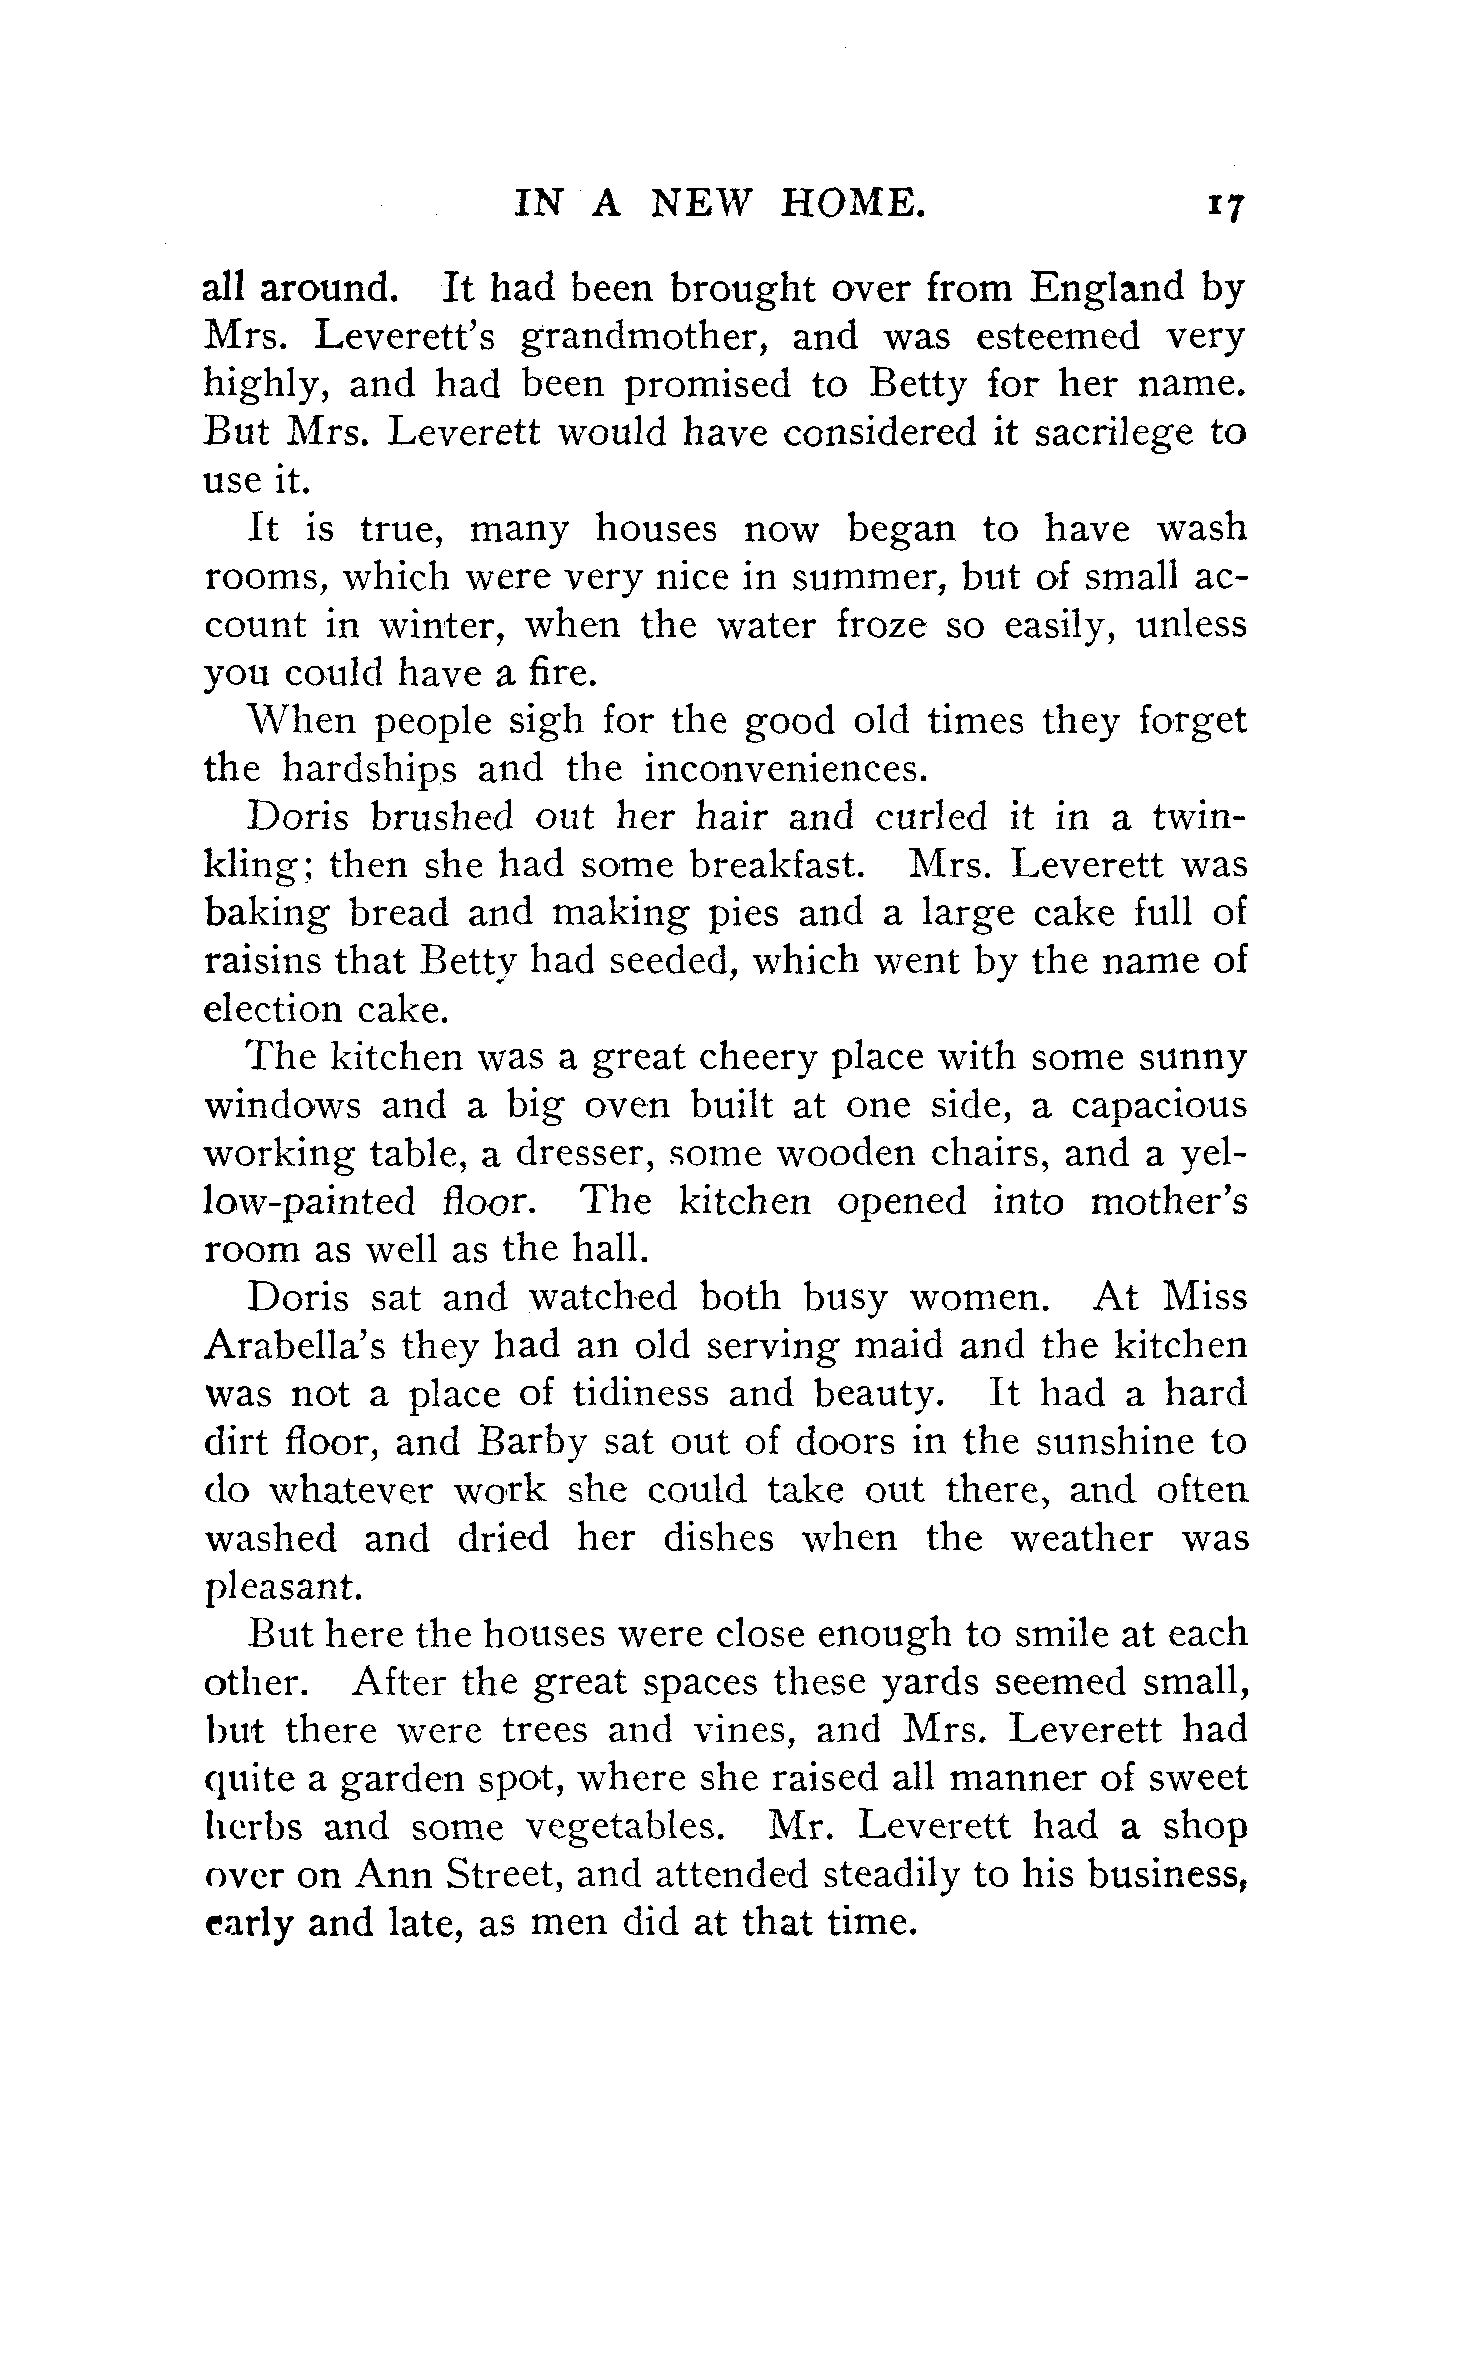 IN A NEW HOME. 17
all around. It had been brought over from England by
Mrs. Leverett's grandmother, and was esteemed very
highly, and had been promised to Betty for her name.
But Mrs. Leverett would have considered it sacrilege to
use it.
It is true, many houses now began to have wash
rooms, which were very nice in summer, but of small ac-
count in winter, when the water froze so easily, unless
you could have a fire.
When people sigh for the good old times they forget
the hardships and the inconveniences.
Doris brushed out her hair and curled it in a twin-
kling; then she had some breakfast. Mrs. Leverett was
baking bread and making pies and a large cake full of
raisins that Betty had seeded, which went by the name of
election cake.
The kitchen was a great cheery place with some sunny
windows and a big oven built at one side, a capacious
working table, a dresser, some wooden chairs, and a yel-
low-painted floor. The kitchen opened into mother's
room as well as the hall.
Doris sat and watched both busy women. At Miss
Arabella's they had an old serving maid and the kitchen
was not a place of tidiness and beauty. It had a hard
dirt floor, and Barby sat out of doors in the sunshine to
do whatever work she could take out there, and often
washed and dried her dishes when the weather was
pleasant.
But here the houses were close enough to smile at each
other. After the great spaces these yards seemed small,
but there were trees and vines, and Mrs. Leverett had
quite a garden spot, where she raised all manner of sweet
herbs and some vegetables. Mr. Leverett had a shop
over on Ann Street, and attended steadily to his business,
early and late, as men did at that time.